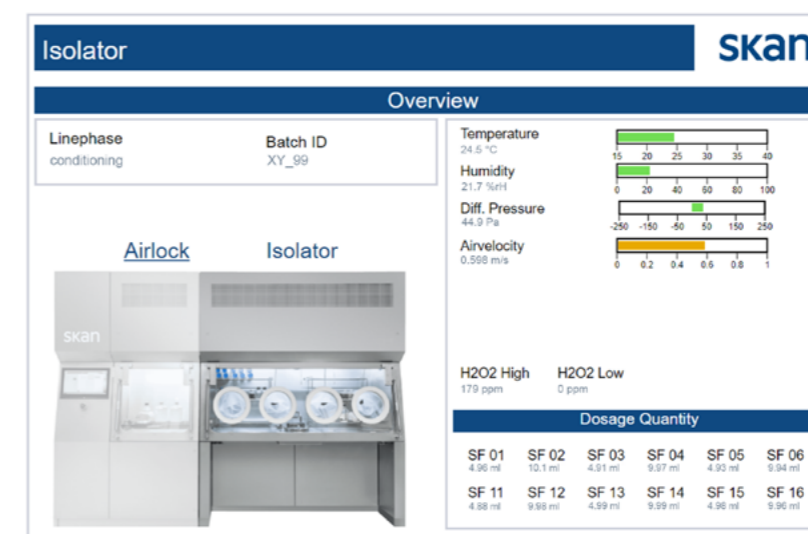 Isolator
skan
Overview
Linephase
conditioning
Batch ID
XY_99
Airlock
Isolator
skan
Temperature
24.5 °C
15 20 25 30 35 40
Humidity
21.7 %rH
0 20 40 60 80 100
Diff. Pressure
44.9 Pa
-250 -150 -50 50 150 250
Airvelocity
0.598 m/s
0 0.2 0.4 0.6 0.8 1
H2O2 High H2O2 Low
179 ppm 0 ppm
Dosage Quantity
SF 01 SF 02 SF 03 SF 04 SF 05 SF 06
4.96 ml 10.1 ml 4.91 ml 9.97 ml 4.93 ml 9.94 ml
SF 11 SF 12 SF 13 SF 14 SF 15 SF 16
4.88 ml 9.98 ml 4.99 ml 9.99 ml 4.96 ml 9.96 ml